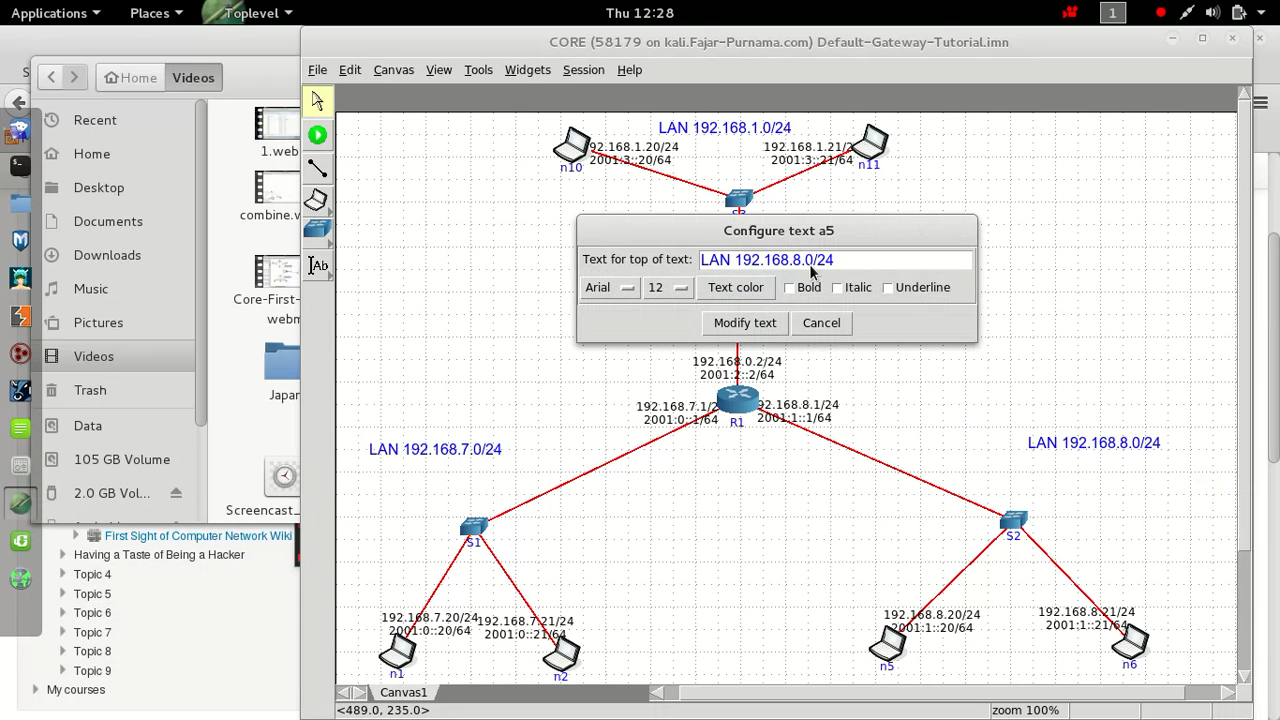 Applications
Places
Toplevel
Thu 12:28
1
CORE (58179 on kali.Fajar-Purnama.com) Default-Gateway-Tutorial.imn
File Edit Canvas View Tools Widgets Session Help
Home
Videos
Recent
Home
Desktop
Documents
Downloads
Music
Pictures
Videos
Trash
Data
105 GB Volume
2.0 GB Vol...
1.web
combine.w
Core-First-
webm
Japan
Screencast_
First Sight of Computer Network Wiki
Having a Taste of Being a Hacker
Topic 4
Topic 5
Topic 6
Topic 7
Topic 8
Topic 9
My courses
Ab
LAN 192.168.1.0/24
92.168.1.20/24
2001:3::20/64
n10
192.168.1.21/2
2001:3::21/64
n11
Configure text a5
Text for top of text: LAN 192.168.8.0/24
Arial 12 Text color Bold Italic Underline
Modify text Cancel
192.168.0.2/24
2001:2::2/64
192.168.7.1/2
2001:0::1/64
92.168.8.1/24
2001:1::1/64
R1
LAN 192.168.7.0/24
LAN 192.168.8.0/24
S1
S2
192.168.7.20/24
2001:0::20/64
192.168.7.21/24
2001:0::21/64
192.168.8.20/24
2001:1::20/64
192.168.8.21/24
2001:1::21/64
n1
n2
n5
n6
Canvas1
<489.0, 235.0>
zoom 100%